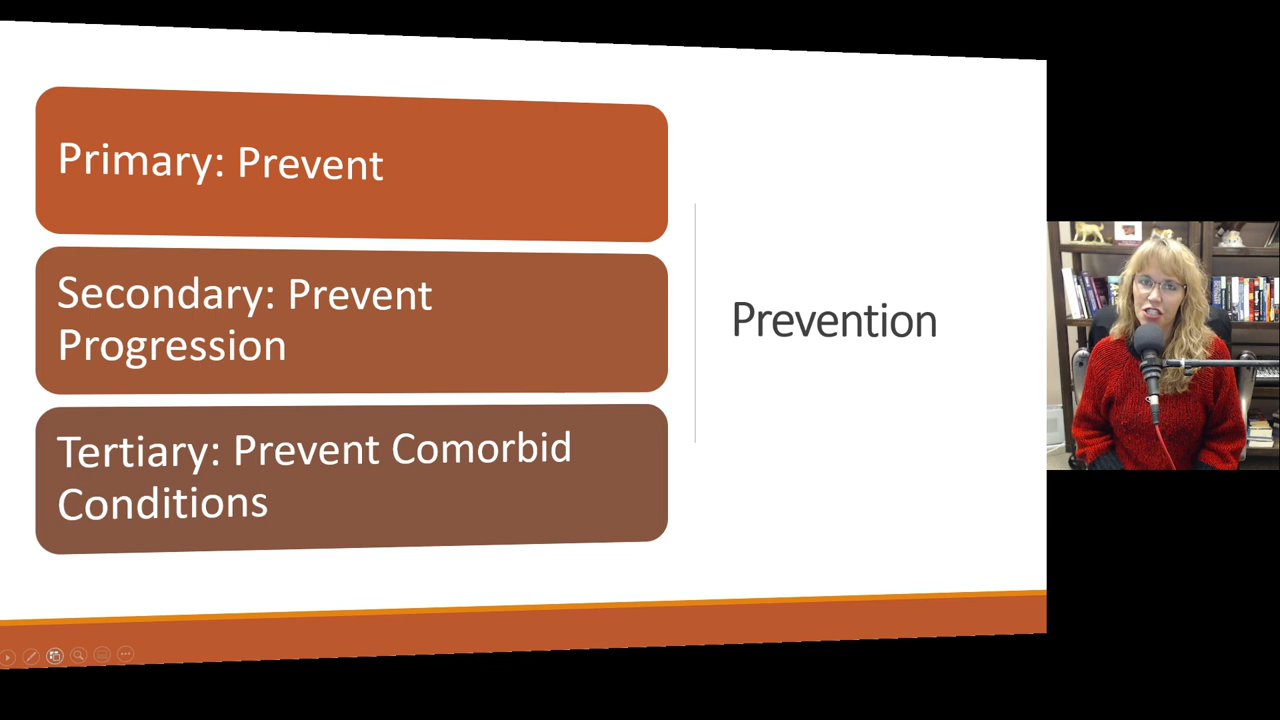 Primary: Prevent
Secondary: Prevent
Progression
Tertiary: Prevent Comorbid
Conditions
Prevention